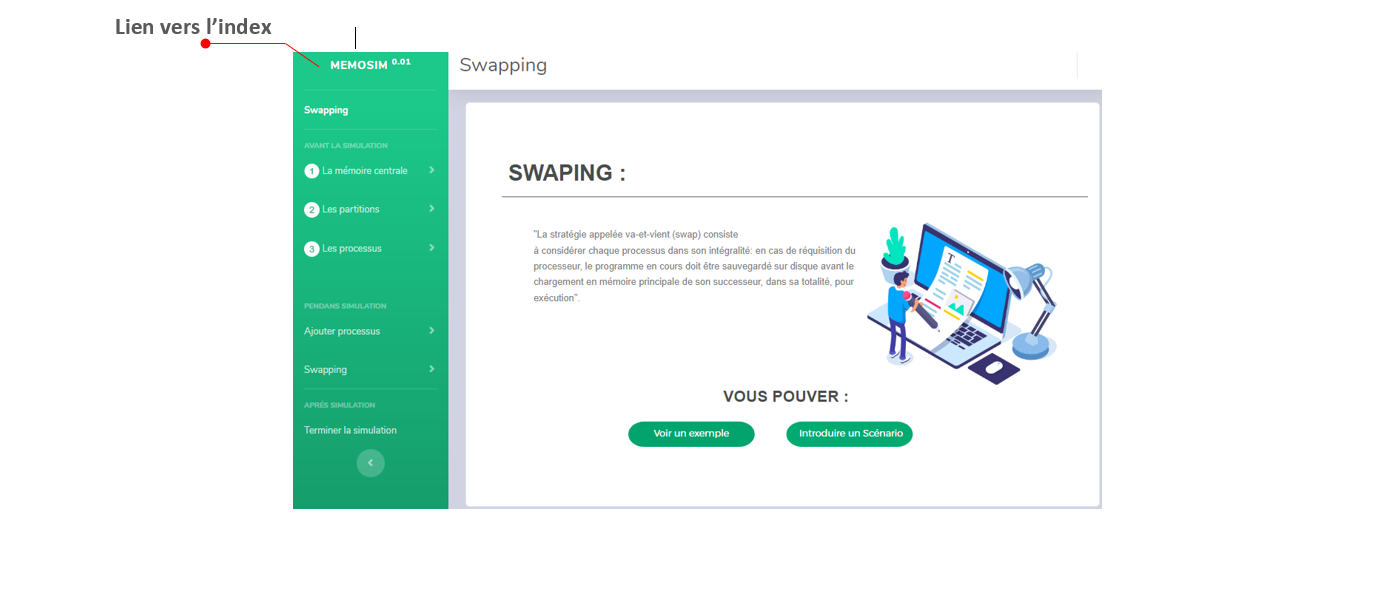 Lien vers l’index
MEMOSIM 0.01
Swapping
Swapping
AVANT LA SIMULATION
1 La mémoire centrale
2 Les partitions
3 Les processus
PENDANS SIMULATION
Ajouter processus
Swapping
APRÉS SIMULATION
Terminer la simulation
SWAPING :
"La stratégie appelée va-et-vient (swap) consiste
á considérer chaque processus dans son intégralité: en cas de réquisition du
processeur, le programme en cours doit être sauvegardé sur disque avant le
chargement en mémoire principale de son successeur, dans sa totalité, pour
exécution".
T
VOUS POUVER :
Voir un exemple
Introduire un Scénario